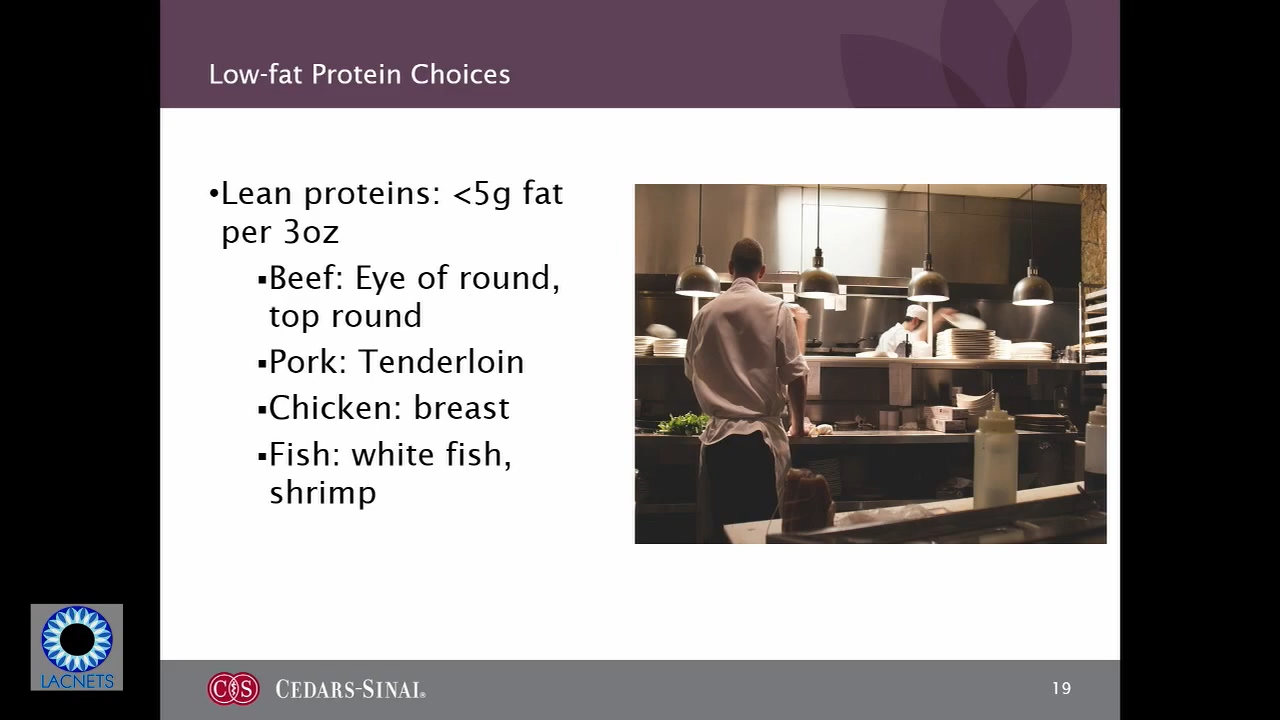 Low-fat Protein Choices
•Lean proteins: <5g fat
per 3oz
▪Beef: Eye of round,
top round
▪Pork: Tenderloin
▪Chicken: breast
▪Fish: white fish,
shrimp
LACNETS
CS
CEDARS-SINAI®
19